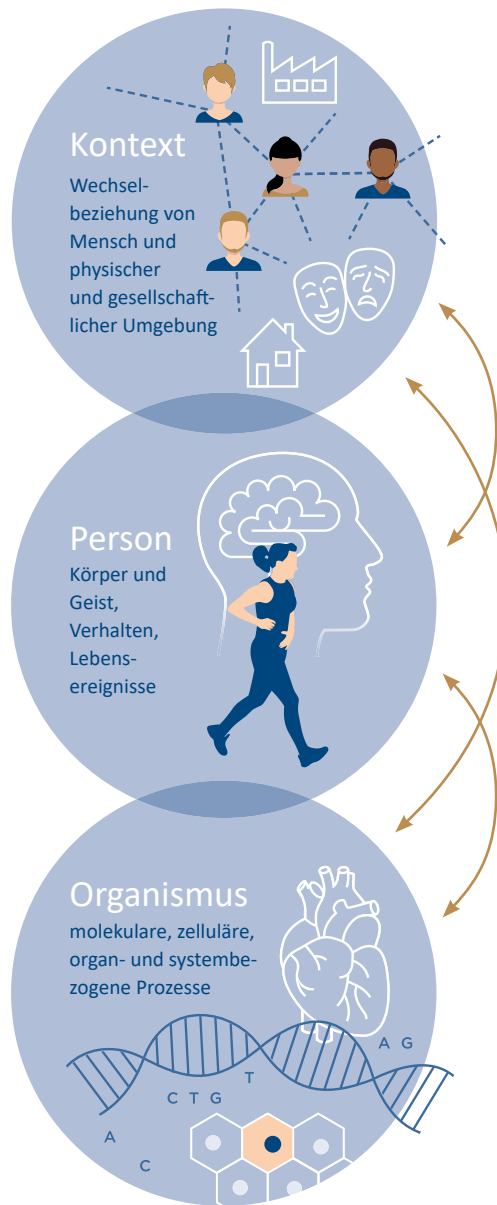 Kontext
Wechsel-
beziehung von
Mensch und
physischer
und gesellschaft-
licher Umgebung
Person
Körper und
Geist,
Verhalten,
Lebens-
ereignisse
Organismus
molekulare, zelluläre,
organ- und systembe-
zogene Prozesse
A G
T
C T G
A
C